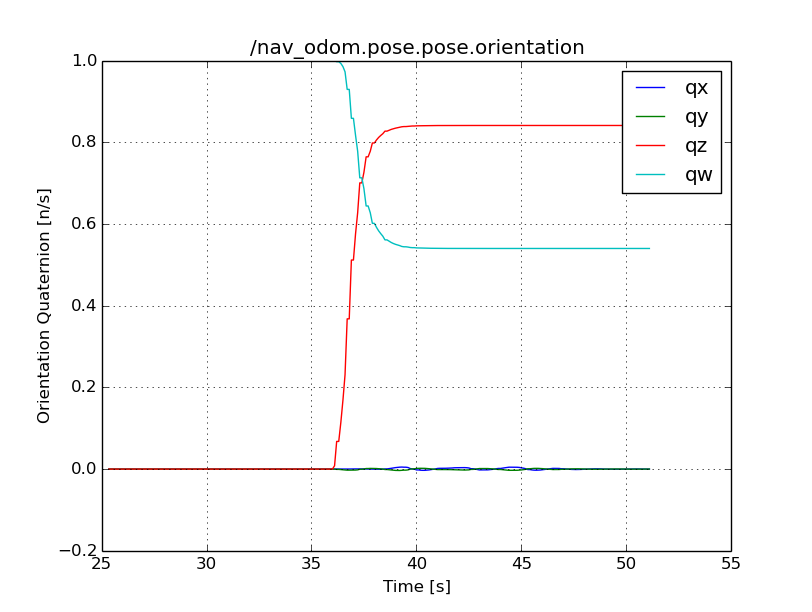 /nav_odom.pose.pose.orientation
Orientation Quaternion [n/s]
1.0
0.8
0.6
0.4
0.2
0.0
−0.2
25 30 35 40 45 50 55
Time [s]
qx
qy
qz
qw